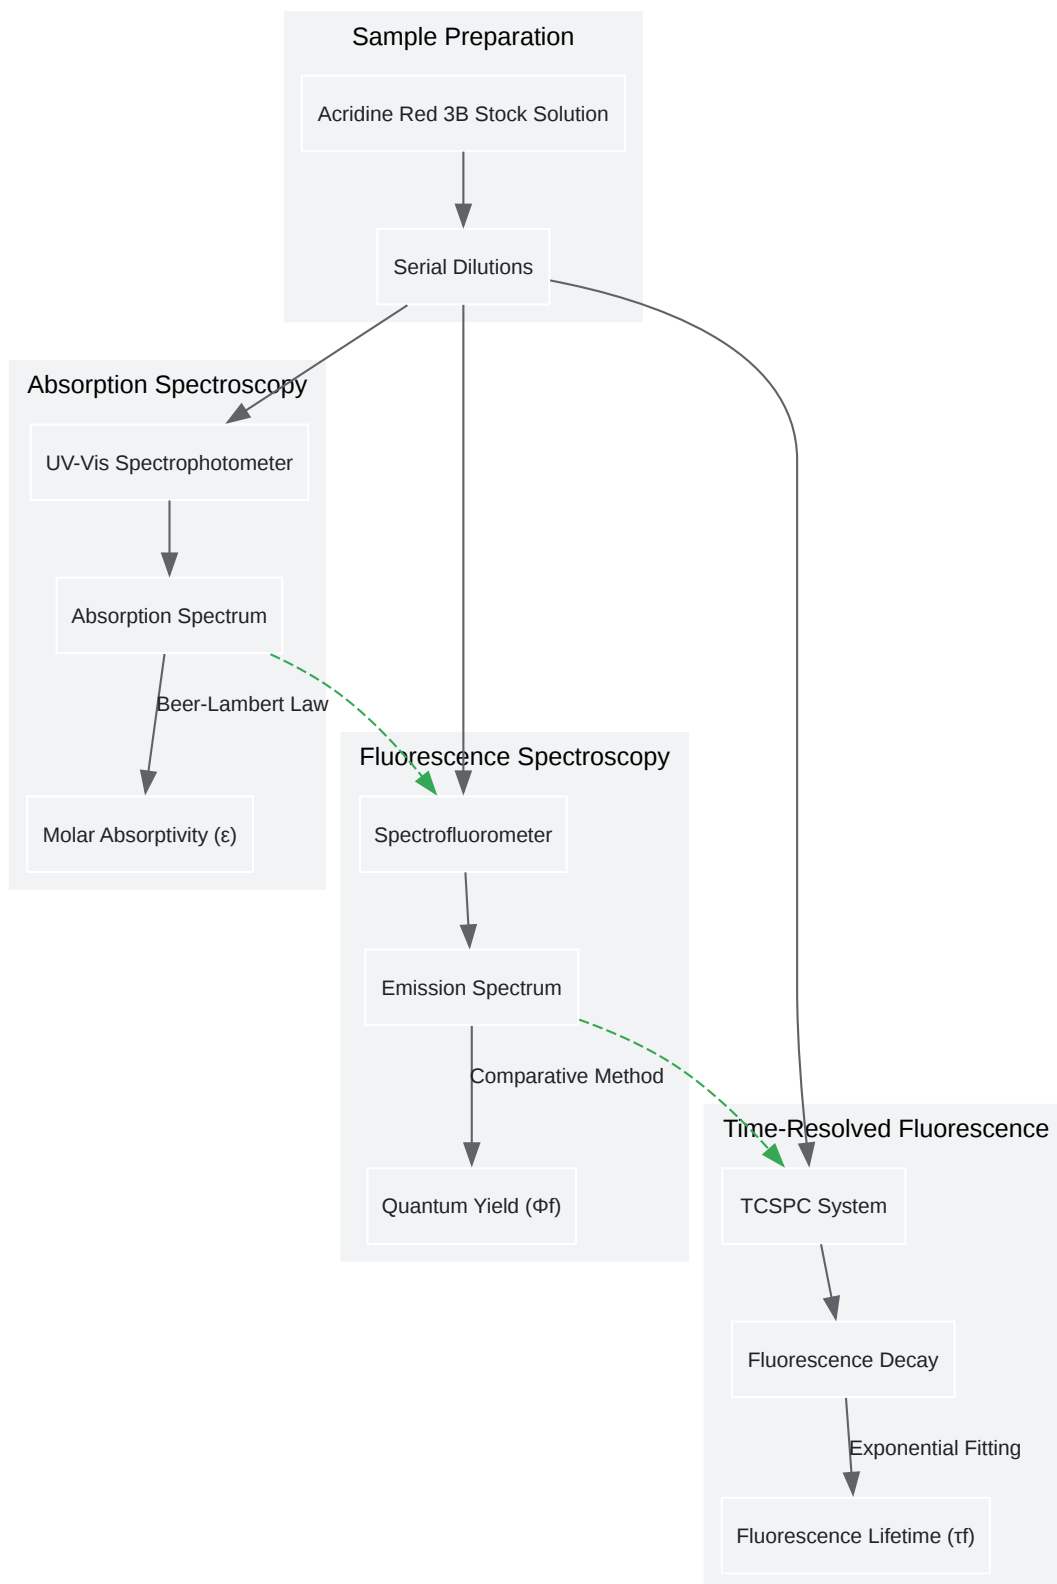 Sample Preparation
Acridine Red 3B Stock Solution
Serial Dilutions
Absorption Spectroscopy
UV-Vis Spectrophotometer
Absorption Spectrum
Beer-Lambert Law
Molar Absorptivity (ε)
Fluorescence Spectroscopy
Spectrofluorometer
Emission Spectrum
Comparative Method
Quantum Yield (Φf)
Time-Resolved Fluorescence
TCSPC System
Fluorescence Decay
Exponential Fitting
Fluorescence Lifetime (τf)